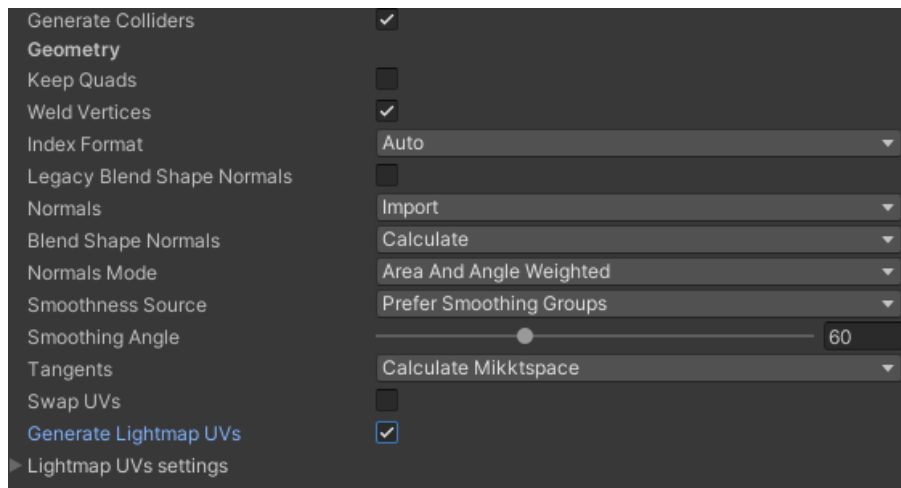 Generate Colliders
Geometry
Keep Quads
Weld Vertices
Index Format Auto
Legacy Blend Shape Normals
Normals Import
Blend Shape Normals Calculate
Normals Mode Area And Angle Weighted
Smoothness Source Prefer Smoothing Groups
Smoothing Angle 60
Tangents Calculate Mikktspace
Swap UVs
Generate Lightmap UVs
Lightmap UVs settings